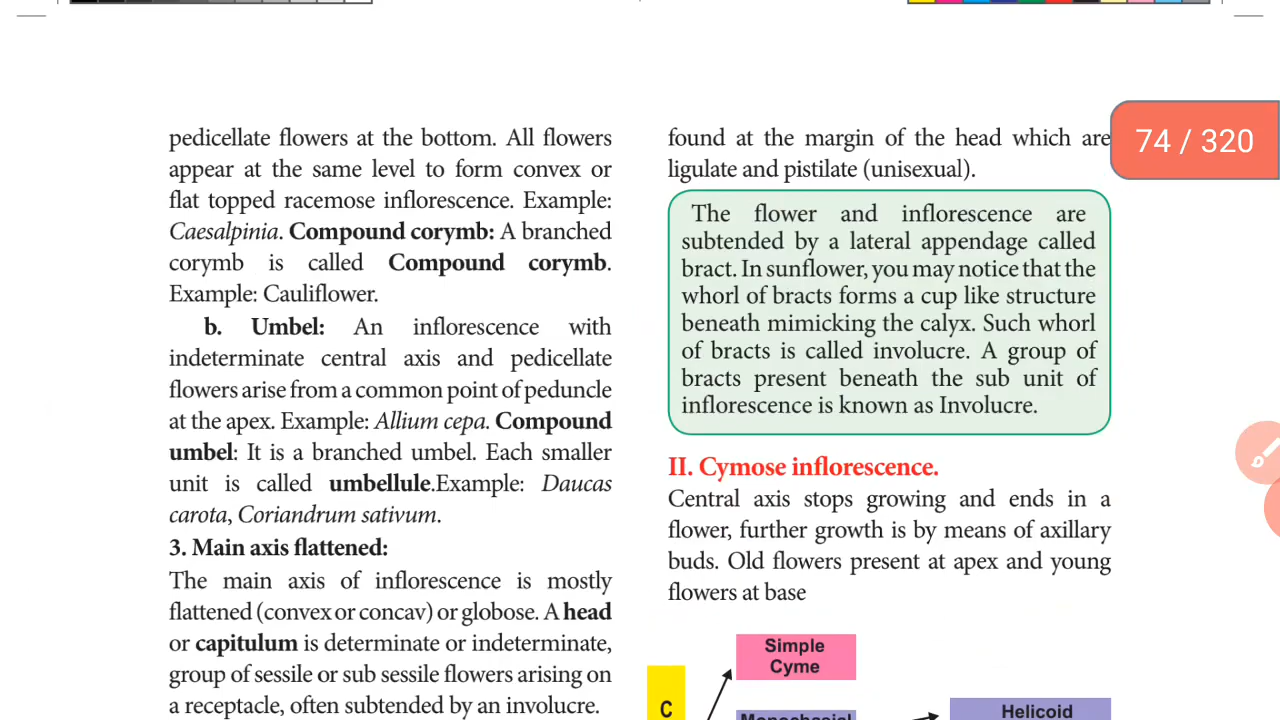 pedicellate flowers at the bottom. All flowers
appear at the same level to form convex or
flat topped racemose inflorescence. Example:
Caesalpinia. Compound corymb: A branched
corymb is called Compound corymb.
Example: Cauliflower.
b. Umbel: An inflorescence with
indeterminate central axis and pedicellate
flowers arise from a common point of peduncle
at the apex. Example: Allium cepa. Compound
umbel: It is a branched umbel. Each smaller
unit is called umbellule.Example: Daucas
carota, Coriandrum sativum.
3. Main axis flattened:
The main axis of inflorescence is mostly
flattened (convex or concav) or globose. A head
or capitulum is determinate or indeterminate,
group of sessile or sub sessile flowers arising on
a receptacle, often subtended by an involucre.
found at the margin of the head which are
ligulate and pistilate (unisexual).
The flower and inflorescence are
subtended by a lateral appendage called
bract. In sunflower, you may notice that the
whorl of bracts forms a cup like structure
beneath mimicking the calyx. Such whorl
of bracts is called involucre. A group of
bracts present beneath the sub unit of
inflorescence is known as Involucre.
II. Cymose inflorescence.
Central axis stops growing and ends in a
flower, further growth is by means of axillary
buds. Old flowers present at apex and young
flowers at base
Simple
Cyme
C
Monochasial
Helicoid
74 / 320